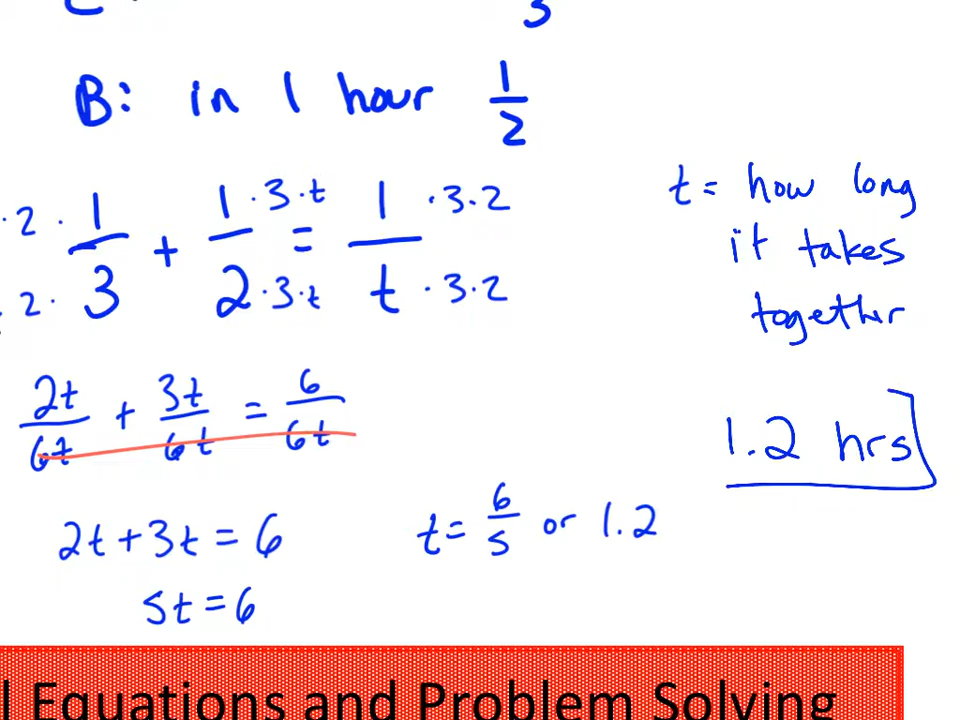 3
B: in 1 hour 1/2
·2· 1/3 + 1·3·t/2·3·t = 1·3·2/t·3·2
2·
t = how long
it takes
together
2t/6t + 3t/6t = 6/6t
1.2 hrs
2t + 3t = 6
t = 6/5 or 1.2
5t = 6
l Equations and Problem Solving